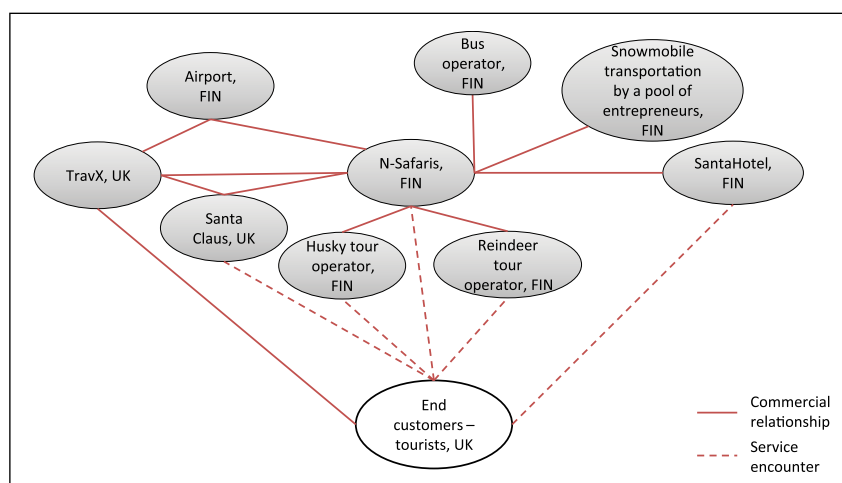 Airport,
FIN
Bus
operator,
FIN
Snowmobile
transportation
by a pool of
entrepreneurs,
FIN
TravX, UK
N-Safaris,
FIN
SantaHotel,
FIN
Santa
Claus, UK
Husky tour
operator,
FIN
Reindeer
tour
operator, FIN
End
customers –
tourists, UK
Commercial
relationship
Service
encounter